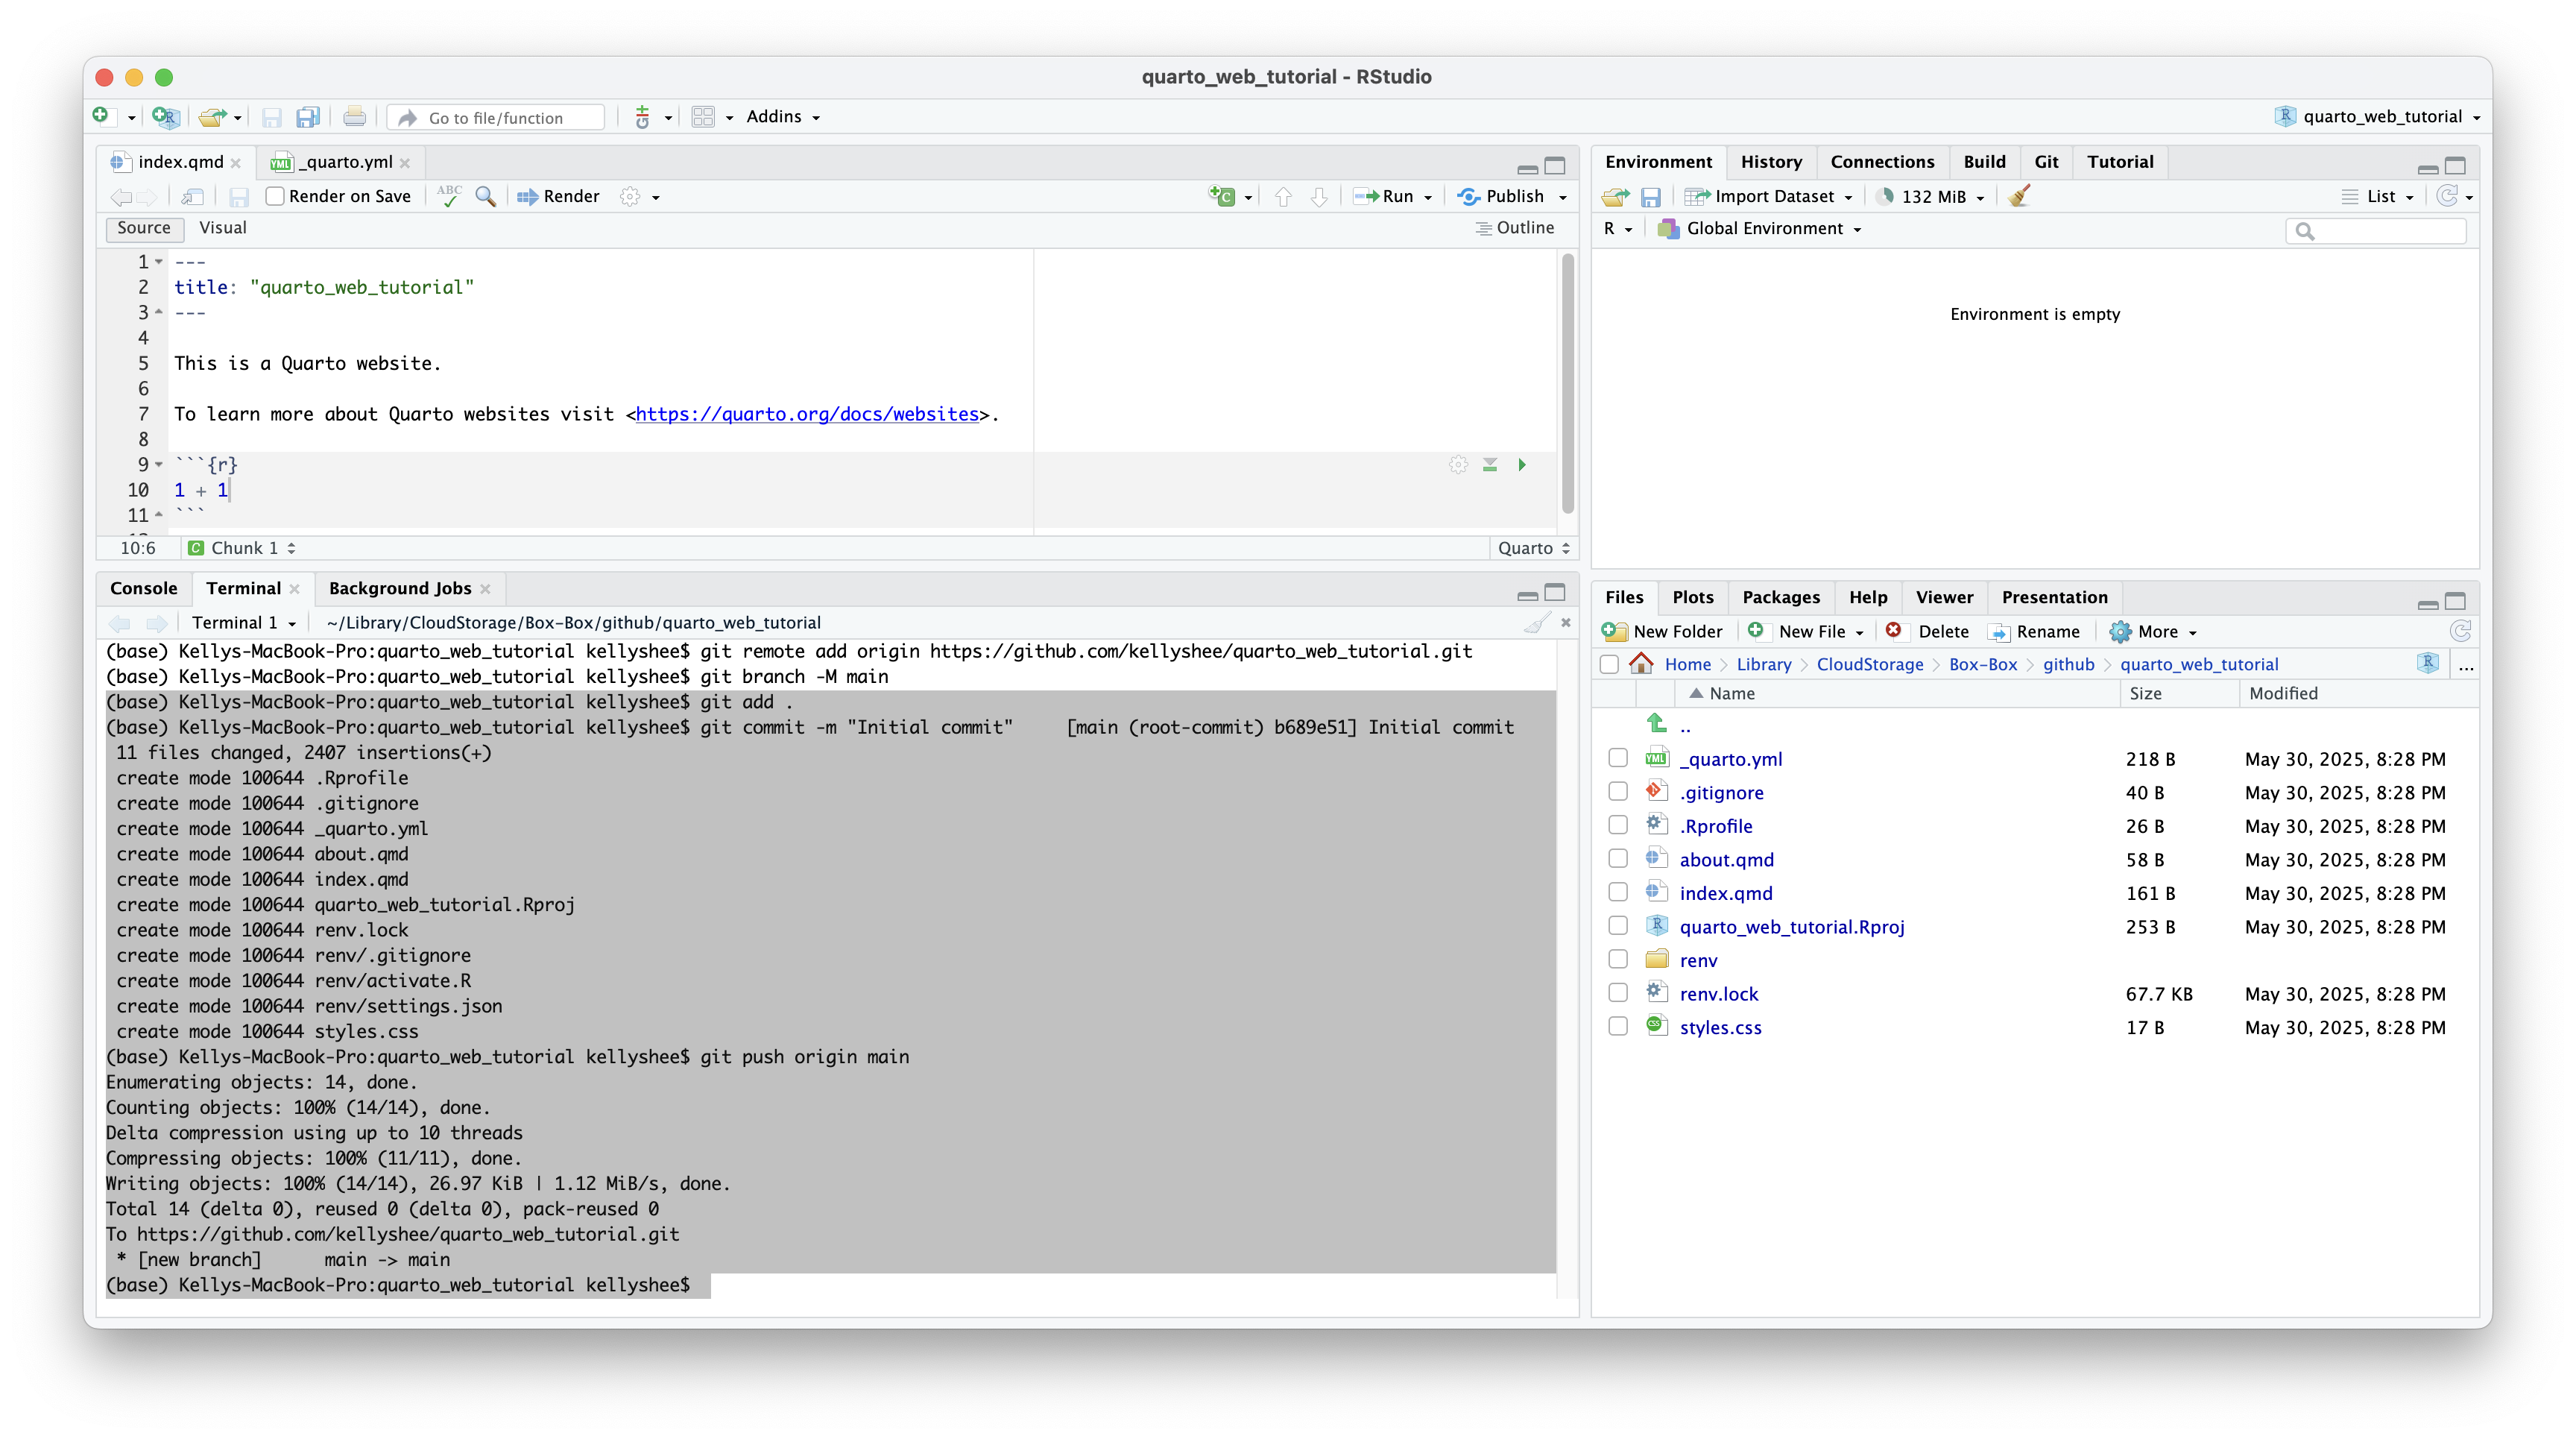 quarto_web_tutorial - RStudio
Go to file/function
Addins
quarto_web_tutorial
index.qmd
_quarto.yml
Render on Save
ABC
Render
Run
Publish
Source
Visual
Outline
1 ---
2 title: "quarto_web_tutorial"
3 ---
4
5 This is a Quarto website.
6
7 To learn more about Quarto websites visit <https://quarto.org/docs/websites>.
8
9 ```{r}
10 1 + 1
11 ```
10:6
C Chunk 1
Quarto
Console
Terminal
Background Jobs
Terminal 1
~/Library/CloudStorage/Box-Box/github/quarto_web_tutorial
(base) Kellys-MacBook-Pro:quarto_web_tutorial kellyshee$ git remote add origin https://github.com/kellyshee/quarto_web_tutorial.git
(base) Kellys-MacBook-Pro:quarto_web_tutorial kellyshee$ git branch -M main
(base) Kellys-MacBook-Pro:quarto_web_tutorial kellyshee$ git add .
(base) Kellys-MacBook-Pro:quarto_web_tutorial kellyshee$ git commit -m "Initial commit" [main (root-commit) b689e51] Initial commit
11 files changed, 2407 insertions(+)
create mode 100644 .Rprofile
create mode 100644 .gitignore
create mode 100644 _quarto.yml
create mode 100644 about.qmd
create mode 100644 index.qmd
create mode 100644 quarto_web_tutorial.Rproj
create mode 100644 renv.lock
create mode 100644 renv/.gitignore
create mode 100644 renv/activate.R
create mode 100644 renv/settings.json
create mode 100644 styles.css
(base) Kellys-MacBook-Pro:quarto_web_tutorial kellyshee$ git push origin main
Enumerating objects: 14, done.
Counting objects: 100% (14/14), done.
Delta compression using up to 10 threads
Compressing objects: 100% (11/11), done.
Writing objects: 100% (14/14), 26.97 KiB | 1.12 MiB/s, done.
Total 14 (delta 0), reused 0 (delta 0), pack-reused 0
To https://github.com/kellyshee/quarto_web_tutorial.git
* [new branch] main -> main
(base) Kellys-MacBook-Pro:quarto_web_tutorial kellyshee$
Environment
History
Connections
Build
Git
Tutorial
Import Dataset
132 MiB
List
R
Global Environment
Environment is empty
Files
Plots
Packages
Help
Viewer
Presentation
New Folder
New File
Delete
Rename
More
Home > Library > CloudStorage > Box-Box > github > quarto_web_tutorial
...
Name Size Modified
..
_quarto.yml 218 B May 30, 2025, 8:28 PM
.gitignore 40 B May 30, 2025, 8:28 PM
.Rprofile 26 B May 30, 2025, 8:28 PM
about.qmd 58 B May 30, 2025, 8:28 PM
index.qmd 161 B May 30, 2025, 8:28 PM
quarto_web_tutorial.Rproj 253 B May 30, 2025, 8:28 PM
renv
renv.lock 67.7 KB May 30, 2025, 8:28 PM
styles.css 17 B May 30, 2025, 8:28 PM